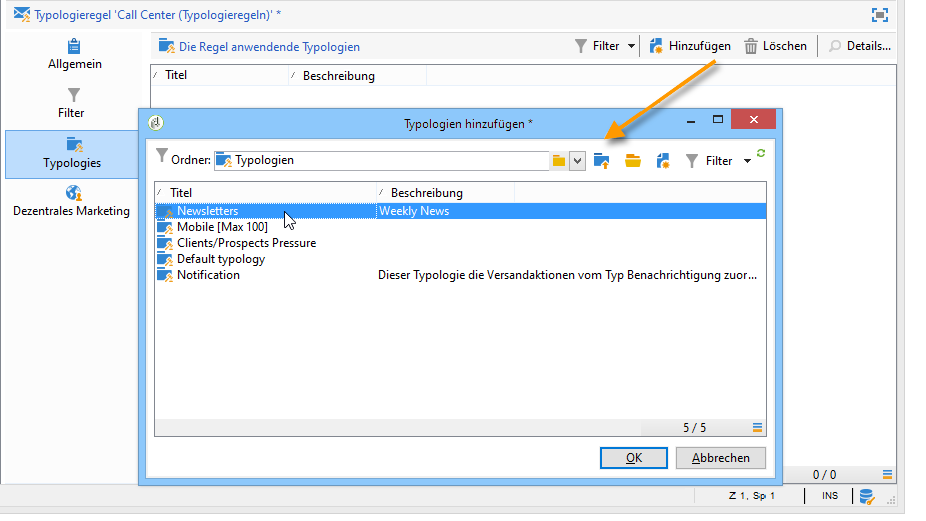 Typologieregel 'Call Center (Typologieregeln)' *
Allgemein
Filter
Typologies
Dezentrales Marketing
Die Regel anwendende Typologien
Filter Hinzufügen Löschen Details...
Titel Beschreibung
Typologien hinzufügen *
Ordner: Typologien Filter
Titel Beschreibung
Newsletters Weekly News
Mobile [Max 100]
Clients/Prospects Pressure
Default typology
Notification Dieser Typologie die Versandaktionen vom Typ Benachrichtigung zuor...
5 / 5
OK Abbrechen
0 / 0
Z 1, Sp 1 INS